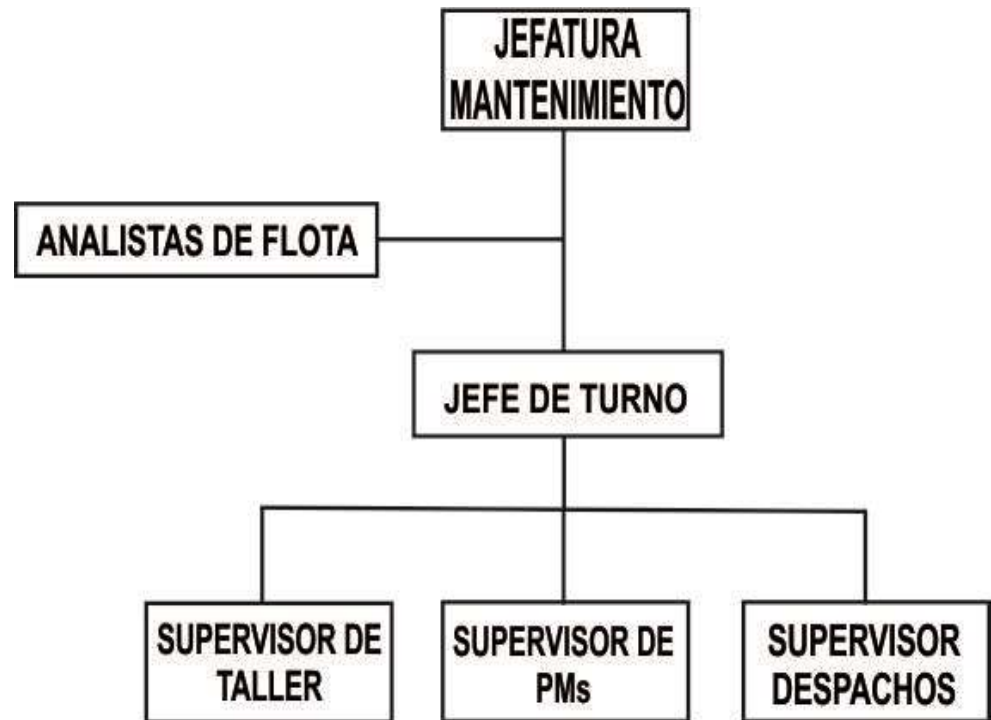 JEFATURA
MANTENIMIENTO
ANALISTAS DE FLOTA
JEFE DE TURNO
SUPERVISOR DE
TALLER
SUPERVISOR DE
PMs
SUPERVISOR
DESPACHOS